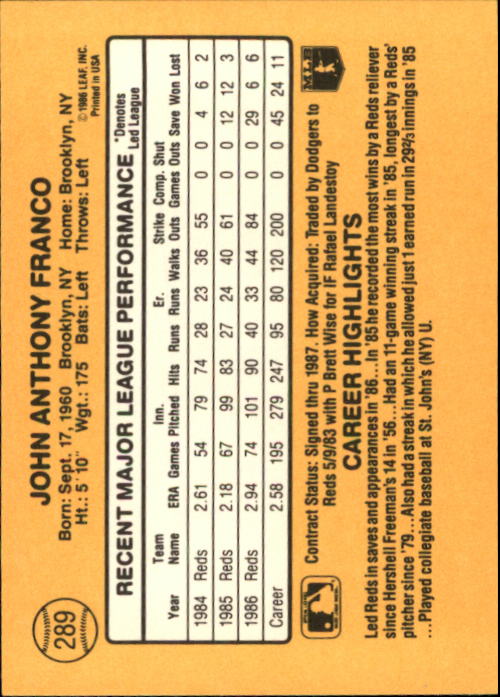 289
JOHN ANTHONY FRANCO
Born: Sept. 17, 1960 Brooklyn, NY Home: Brooklyn, NY
Ht.: 5'10" Wgt.: 175 Bats: Left Throws: Left
© 1986 LEAF, INC.
Printed in USA
RECENT MAJOR LEAGUE PERFORMANCE *Denotes Led League
Year Team Name ERA Games Inn. Pitched Hits Runs Er. Runs Walks Strike Outs Comp. Games Shut Outs Save Won Lost
1984 Reds 2.61 54 79 74 28 23 36 55 0 0 4 6 2
1985 Reds 2.18 67 99 83 27 24 40 61 0 0 12 12 3
1986 Reds 2.94 74 101 90 40 33 44 84 0 0 29 6 6
Career 2.58 195 279 247 95 80 120 200 0 0 45 24 11
Contract Status: Signed thru 1987. How Acquired: Traded by Dodgers to
Reds 5/9/83 with P Brett Wise for IF Rafael Landestoy
MLB
CAREER HIGHLIGHTS
Led Reds in saves and appearances in '86...In '85 he recorded the most wins by a Reds reliever
since Hershell Freeman's 14 in '56...Had an 11-game winning streak in '85, longest by a Reds'
pitcher since '79...Also had a streak in which he allowed just 1 earned run in 29⅔ innings in '85
...Played collegiate baseball at St. John's (NY) U.